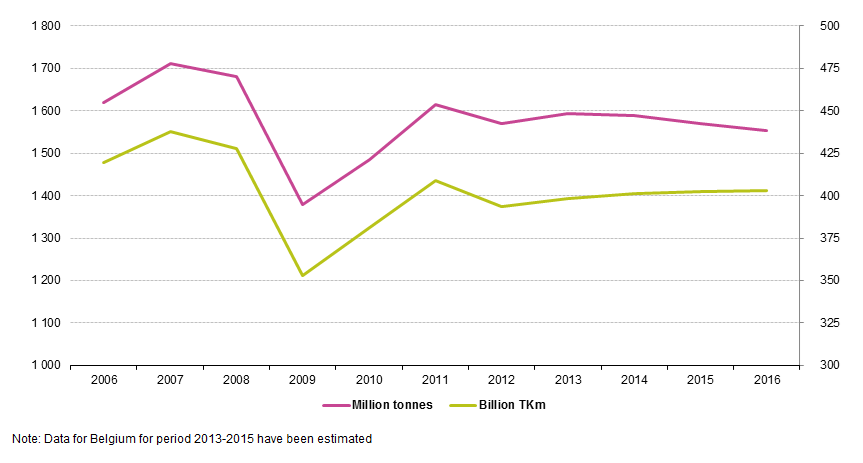 1 800 500
1 700 475
1 600 450
1 500 425
1 400 400
1 300 375
1 200 350
1 100 325
1 000 300
2006 2007 2008 2009 2010 2011 2012 2013 2014 2015 2016
Million tonnes Billion TKm
Note: Data for Belgium for period 2013-2015 have been estimated